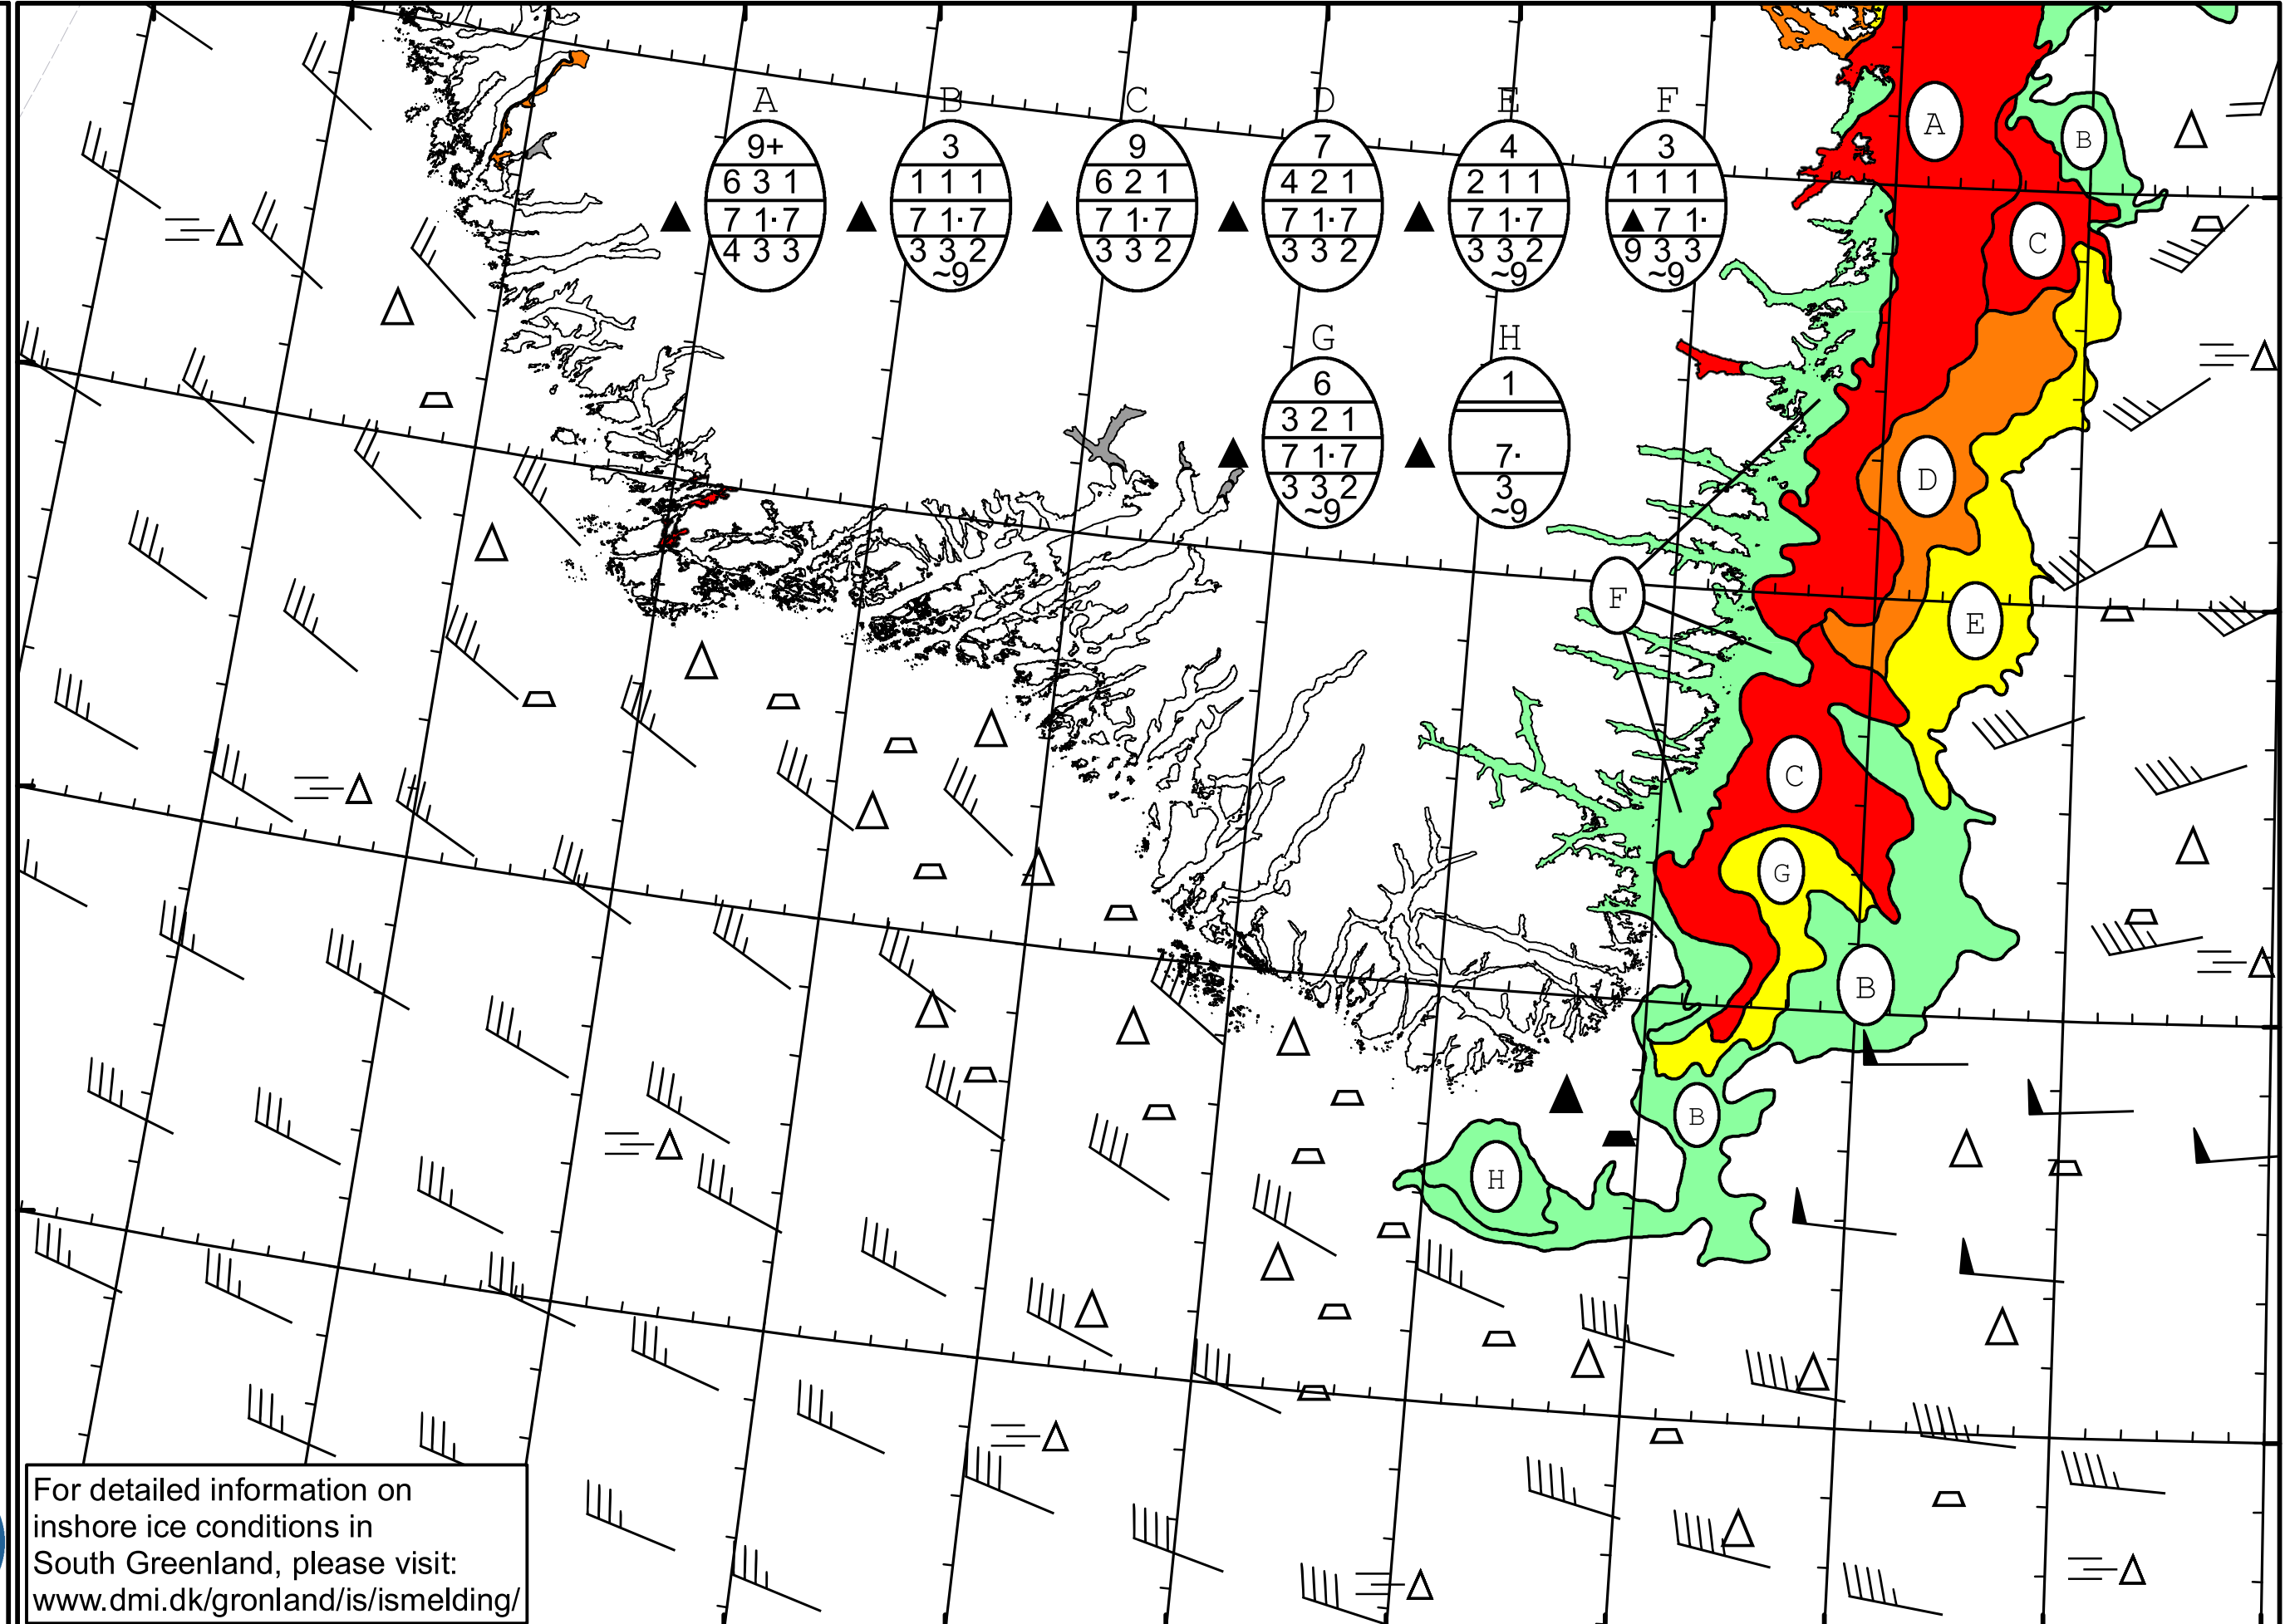 A B C D E F
9+ 3 9 7 4 3
6 3 1 1 1 1 6 2 1 4 2 1 2 1 1 1 1 1
7 1·7 7 1·7 7 1·7 7 1·7 7 1·7 ▲ 7 1·
4 3 3 3 3 2 3 3 2 3 3 2 3 3 2 9 3 3
~9 ~9 ~9
A
B
C
G H
6 1
3 2 1
7 1·7 7·
3 3 2 3
~9 ~9
D
F
E
C
G
B
B
H
For detailed information on
inshore ice conditions in
South Greenland, please visit:
www.dmi.dk/gronland/is/ismelding/